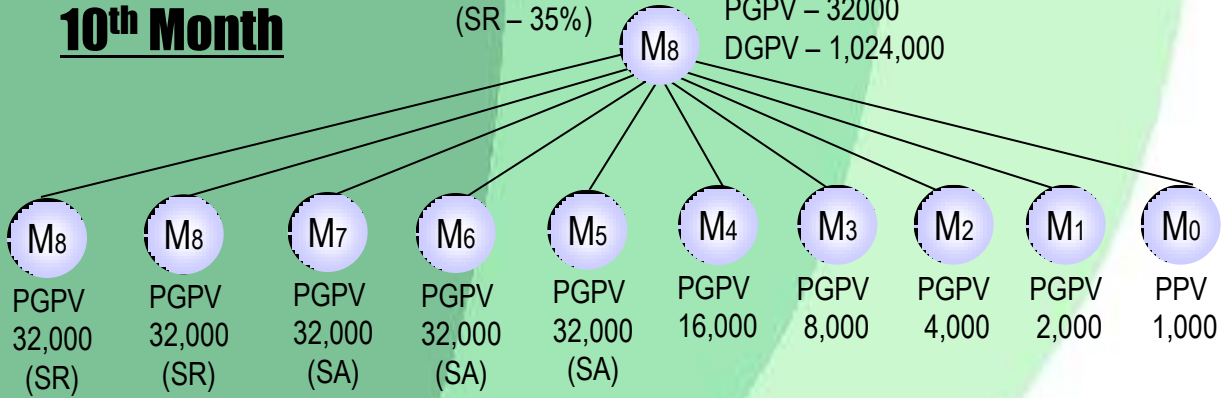 10th Month
(SR – 35%)
M8
PGPV – 32000
DGPV – 1,024,000
M8 M8 M7 M6 M5 M4 M3 M2 M1 M0
PGPV PGPV PGPV PGPV PGPV PGPV PGPV PGPV PGPV PPV
32,000 32,000 32,000 32,000 32,000 16,000 8,000 4,000 2,000 1,000
(SR) (SR) (SA) (SA) (SA)